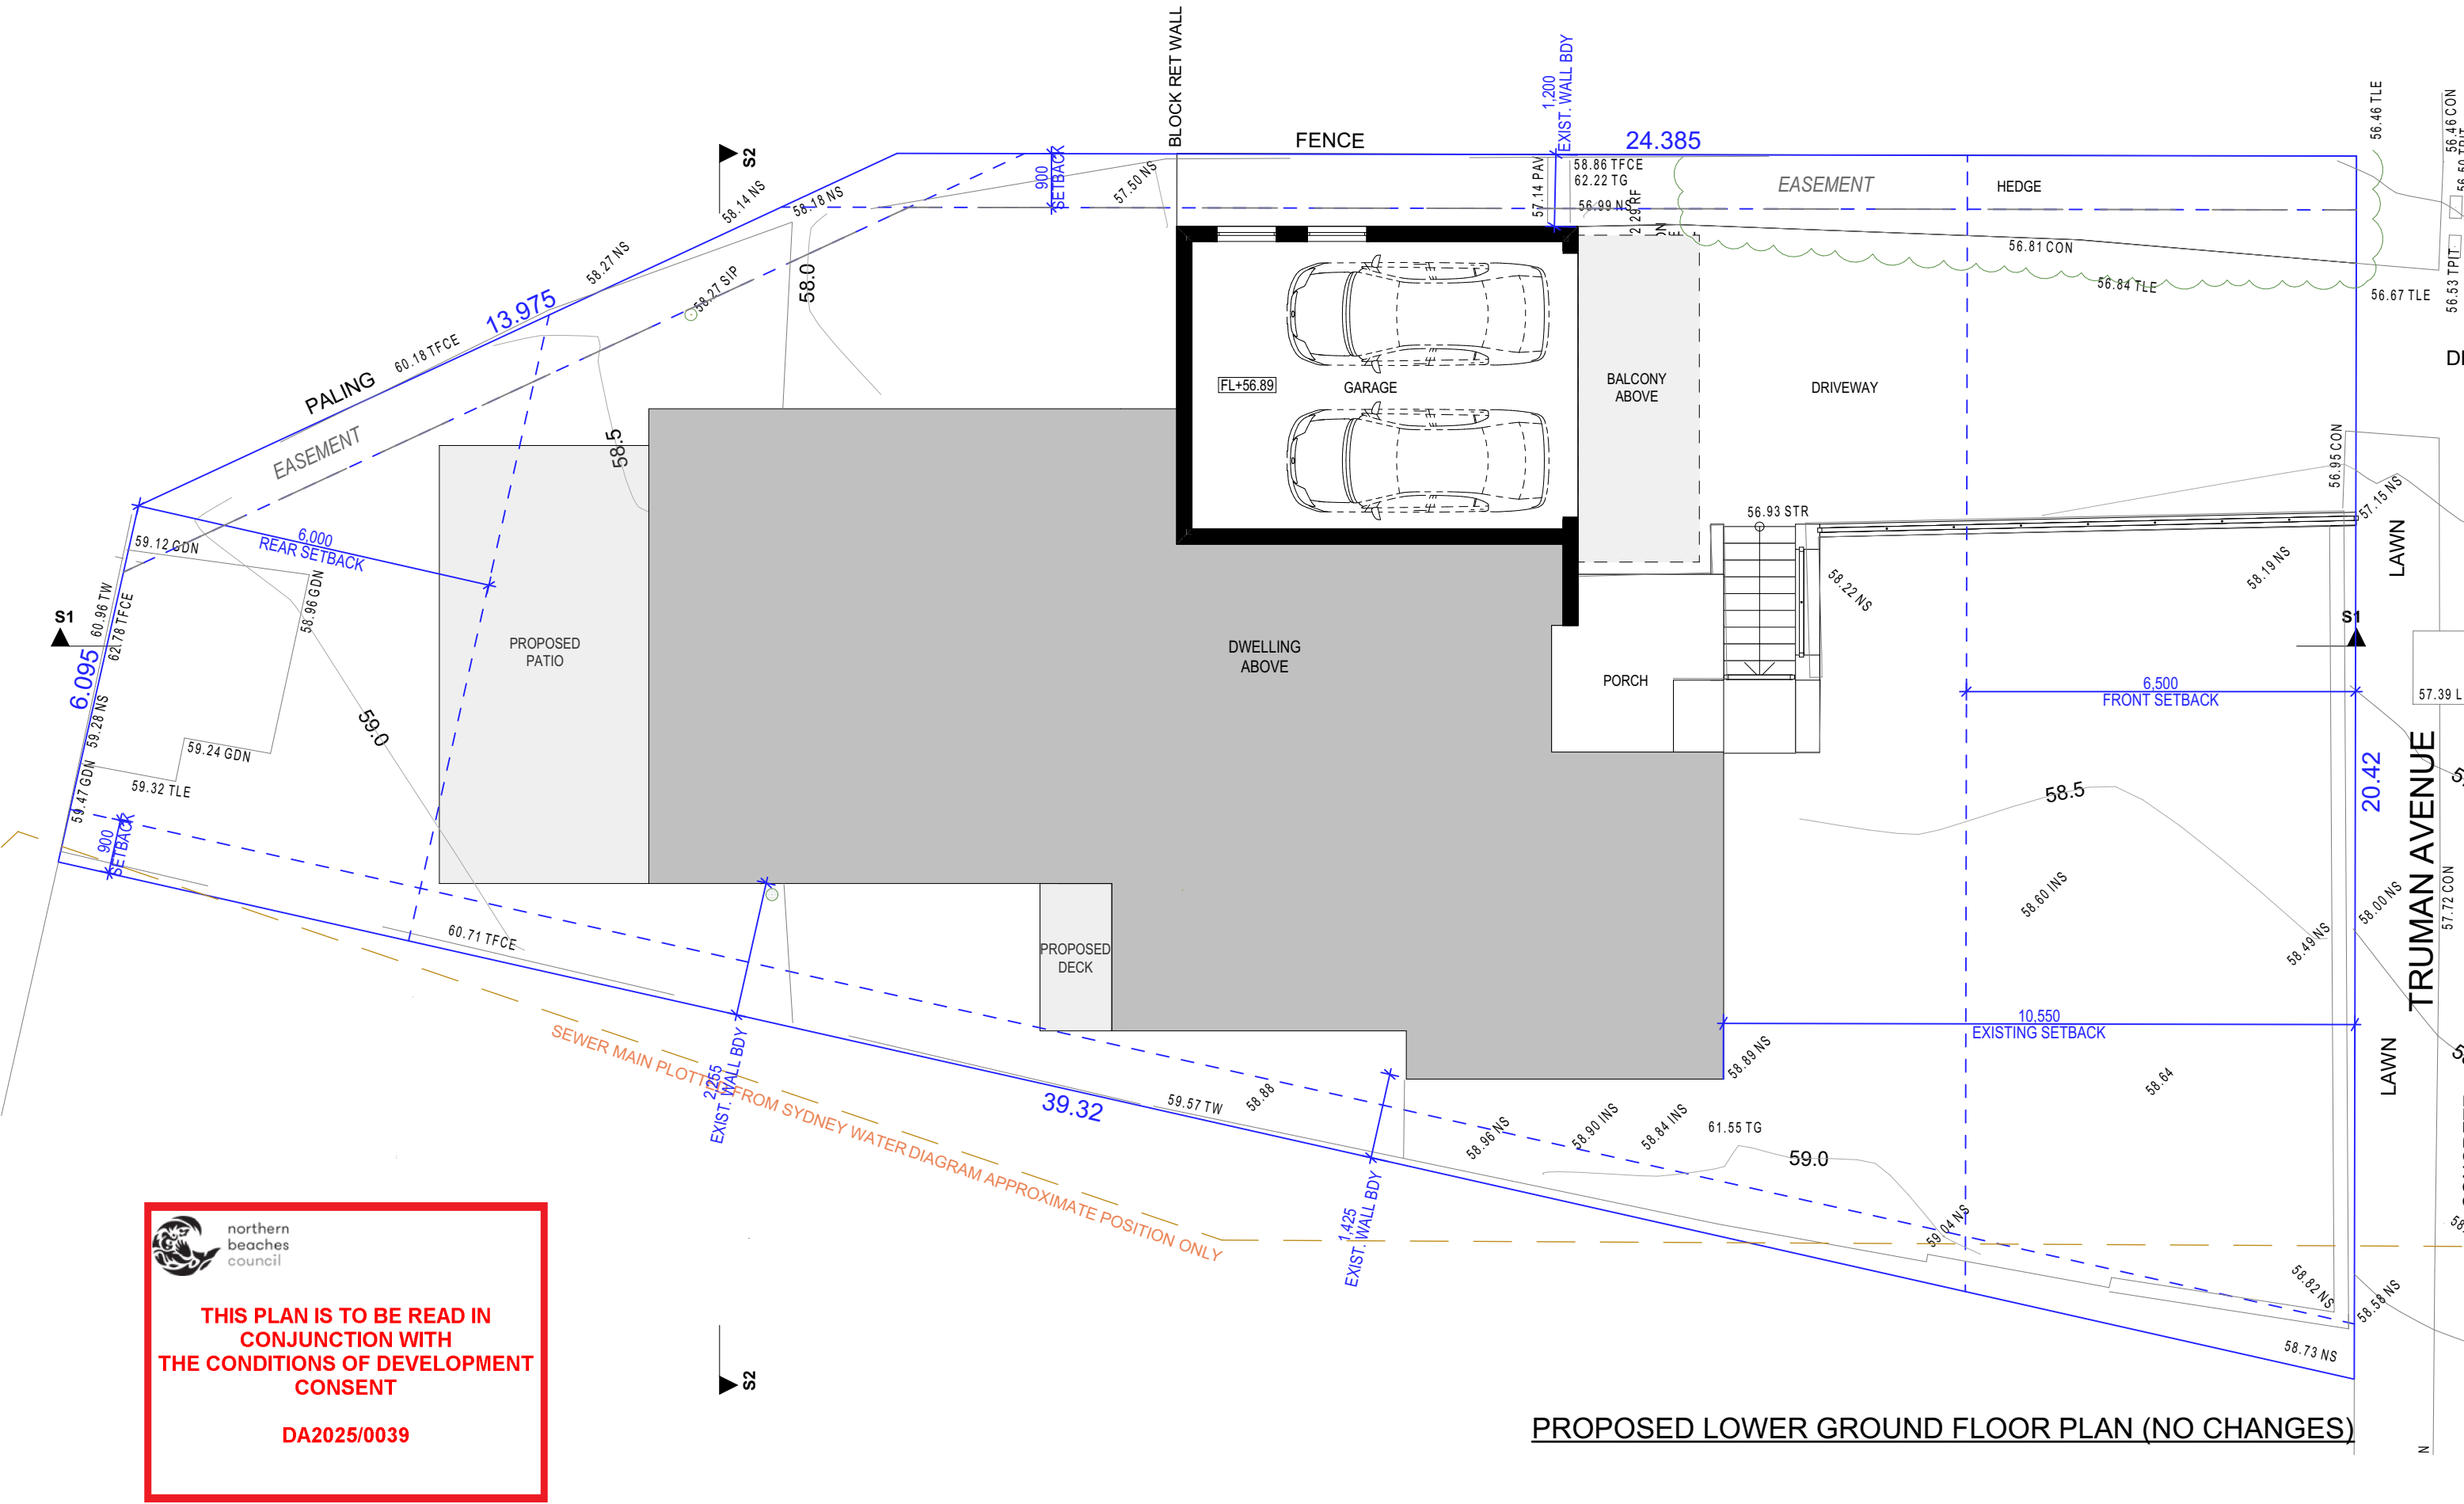 BLOCK RET WALL
1,200
EXIST. WALL BDY
FENCE
24.385
56.46 TLE
56.46 CON
S2
900
SETBACK
57.50 NS
57.14 PAV
58.86 TFCE
62.22 TG
56.99 NS
EASEMENT
HEDGE
58.14 NS
58.18 NS
58.27 NS
58.27 SIP
58.0
56.81 CON
56.84 TLE
56.67 TLE
56.53 TPIT
13.975
60.18 TFCE
PALING
EASEMENT
58.5
FL+56.89
GARAGE
BALCONY
ABOVE
DRIVEWAY
56.95 CON
57.15 NS
56.93 STR
LAWN
6,000
REAR SETBACK
59.12 GDN
58.96 GDN
60.96 TW
62.78 TFCE
58.22 NS
58.19 NS
S1
S1
PROPOSED
PATIO
DWELLING
ABOVE
PORCH
6.095
59.28 NS
59.0
6,500
FRONT SETBACK
57.39 L
59.24 GDN
59.32 TLE
59.47 GDN
900
SETBACK
58.5
20.42
TRUMAN AVENUE
58.60 INS
58.49 NS
58.00 NS
57.72 CON
60.71 TFCE
PROPOSED
DECK
10,550
EXISTING SETBACK
2,255
EXIST. WALL BDY
SEWER MAIN PLOTTED FROM SYDNEY WATER DIAGRAM APPROXIMATE POSITION ONLY
39.32
59.57 TW
58.88
58.89 NS
58.64
LAWN
58.96 NS
58.90 INS
58.84 INS
61.55 TG
59.0
1,425
EXIST. WALL BDY
59.04 NS
58.82 NS
58.58 NS
58.73 NS
northern
beaches
council
THIS PLAN IS TO BE READ IN
CONJUNCTION WITH
THE CONDITIONS OF DEVELOPMENT
CONSENT
DA2025/0039
S2
PROPOSED LOWER GROUND FLOOR PLAN (NO CHANGES)
N